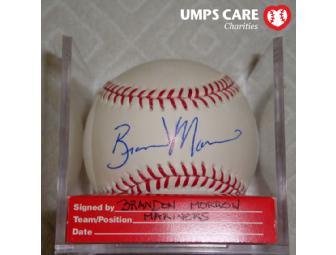 UMPS CARE
Charities
Brandon Morrow
Signed by BRANDON MORROW
Team/Position MARINERS
Date